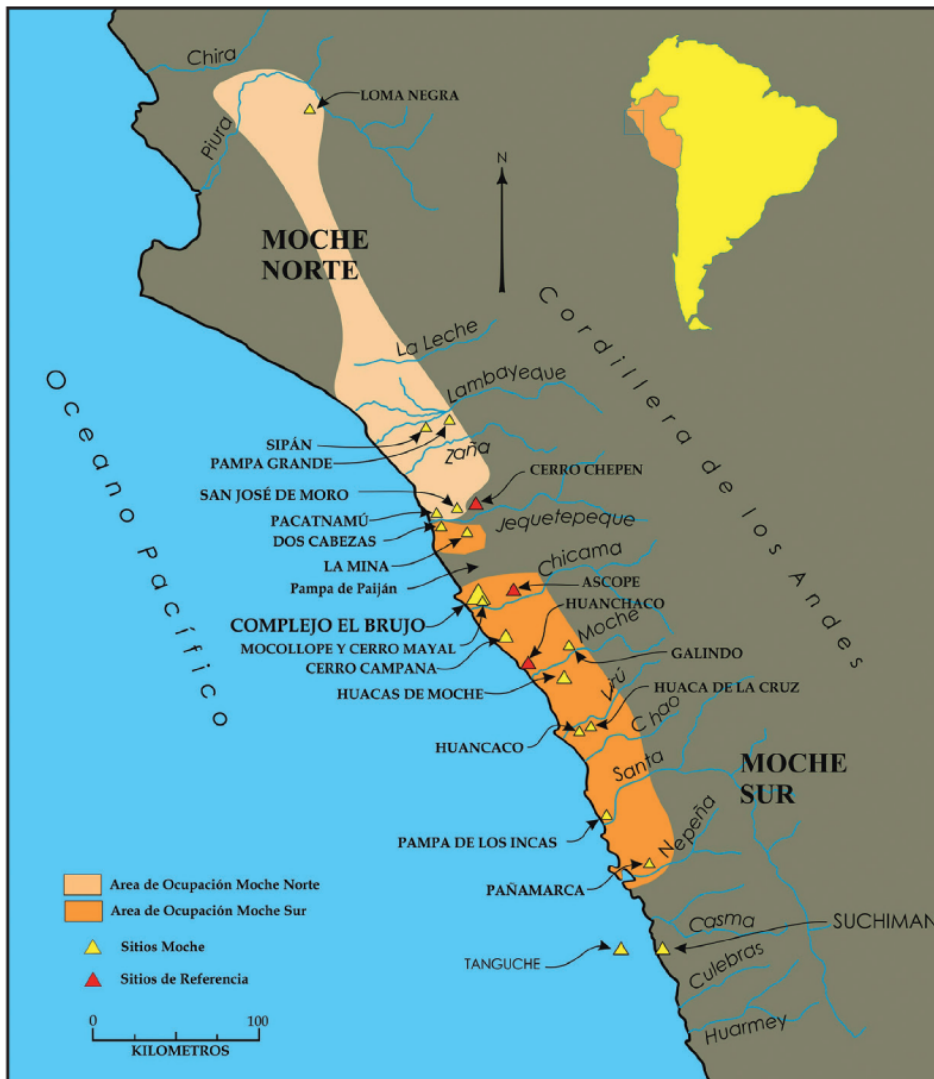 Chira
LOMA NEGRA
Piura
N
MOCHE
NORTE
Cordillera de los Andes
La Leche
Oceano Pacífico
Lambayeque
SIPÁN
Zaña
PAMPA GRANDE
CERRO CHEPEN
SAN JOSÉ DE MORO
PACATNAMÚ
Jequetepeque
DOS CABEZAS
LA MINA
Chicama
Pampa de Paiján
ASCOPE
HUANCHACO
COMPLEJO EL BRUJO
Moche
MOCOLLOPE Y CERRO MAYAL
GALINDO
CERRO CAMPANA
HUACAS DE MOCHE
Virú
HUACA DE LA CRUZ
Chao
HUANCACO
Santa
MOCHE
SUR
PAMPA DE LOS INCAS
Nepeña
PAÑAMARCA
Area de Ocupación Moche Norte
Area de Ocupación Moche Sur
Casma
SUCHIMAN
Sitios Moche
TANGUCHE
Culebras
Sitios de Referencia
0 100
Huarmey
KILOMETROS